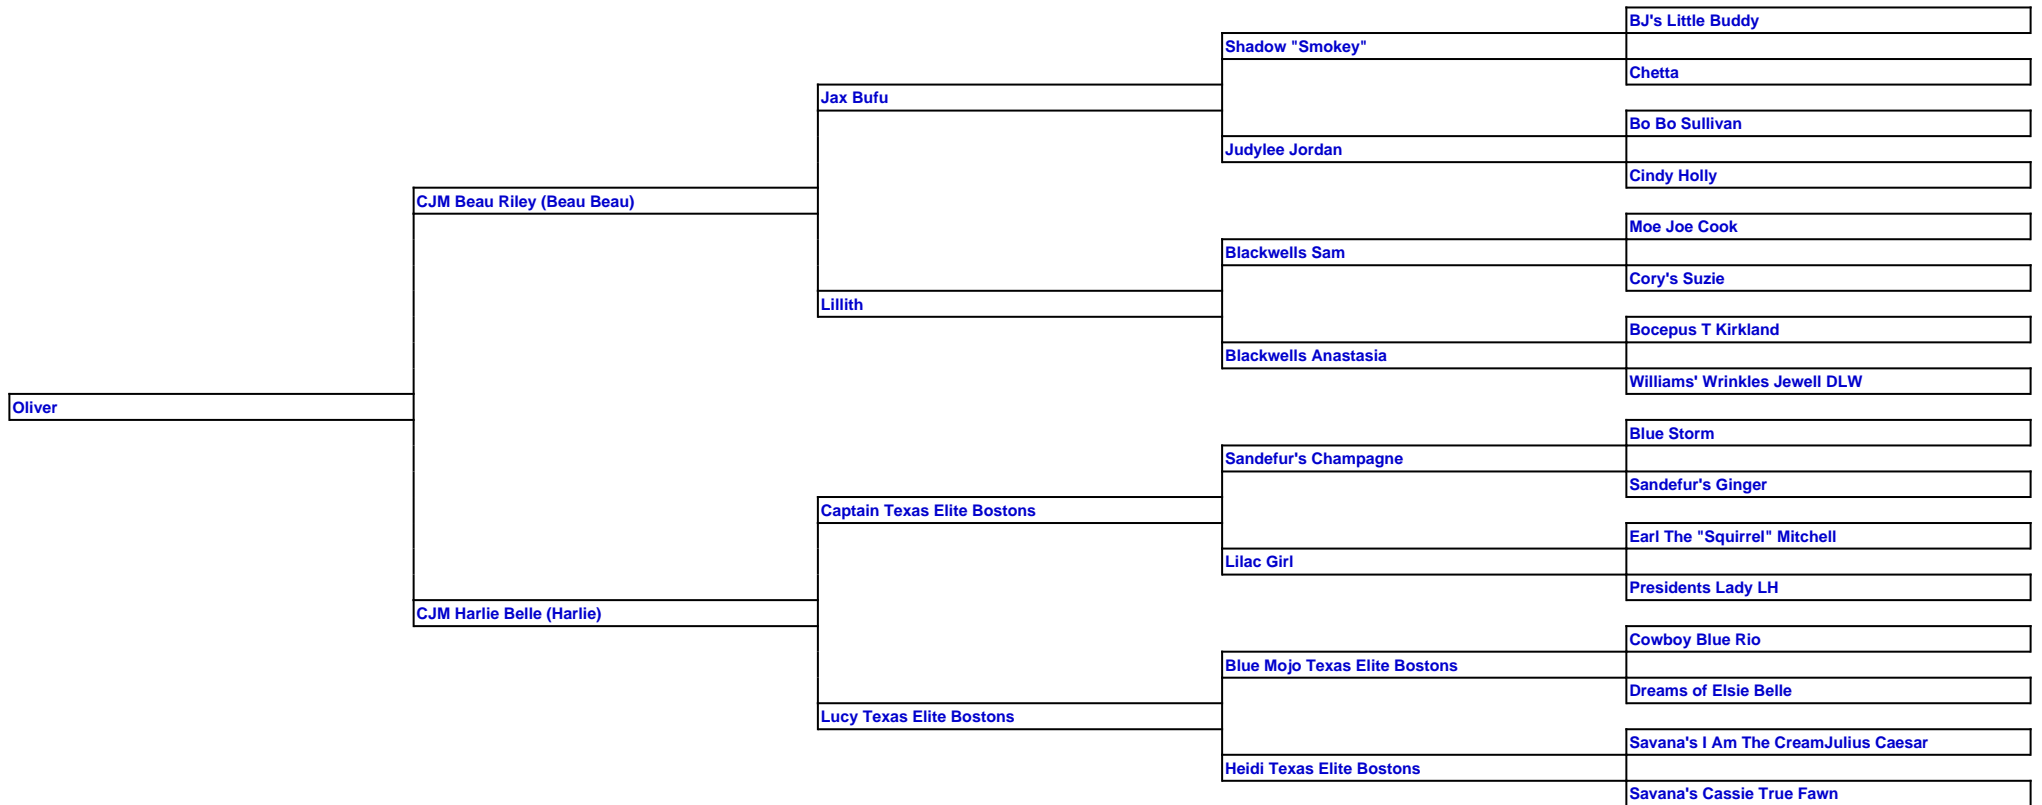 BJ's Little Buddy
Shadow "Smokey"
Chetta
Jax Bufu
Bo Bo Sullivan
Judylee Jordan
Cindy Holly
CJM Beau Riley (Beau Beau)
Moe Joe Cook
Blackwells Sam
Cory's Suzie
Lillith
Bocepus T Kirkland
Blackwells Anastasia
Williams' Wrinkles Jewell DLW
Oliver
Blue Storm
Sandefur's Champagne
Sandefur's Ginger
Captain Texas Elite Bostons
Earl The "Squirrel" Mitchell
Lilac Girl
Presidents Lady LH
CJM Harlie Belle (Harlie)
Cowboy Blue Rio
Blue Mojo Texas Elite Bostons
Dreams of Elsie Belle
Lucy Texas Elite Bostons
Savana's I Am The CreamJulius Caesar
Heidi Texas Elite Bostons
Savana's Cassie True Fawn